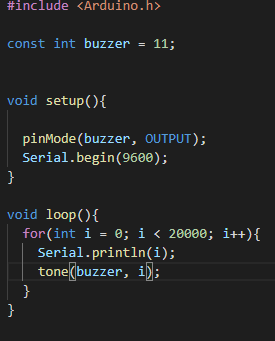 #include <Arduino.h>
const int buzzer = 11;
void setup(){
pinMode(buzzer, OUTPUT);
Serial.begin(9600);
}
void loop(){
for(int i = 0; i < 20000; i++){
Serial.println(i);
tone(buzzer, i);
}
}